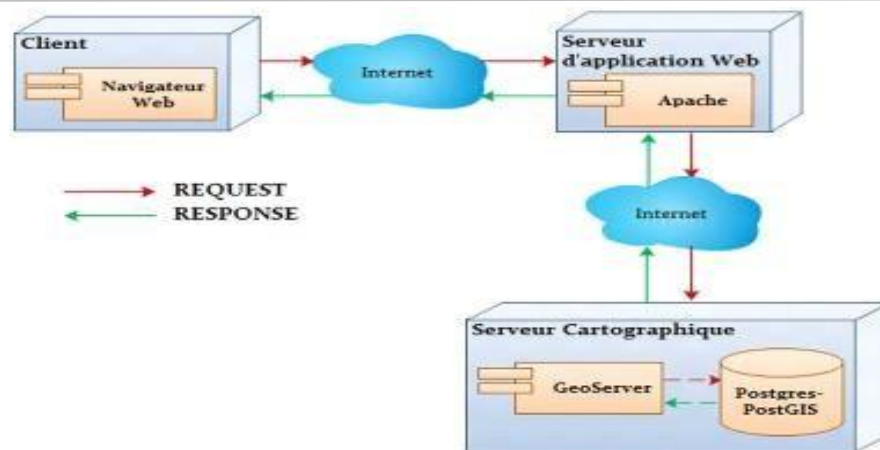 Client
Navigateur
Web
Internet
Serveur
d'application Web
Apache
REQUEST
RESPONSE
Internet
Serveur Cartographique
GeoServer
Postgres-
PostGIS